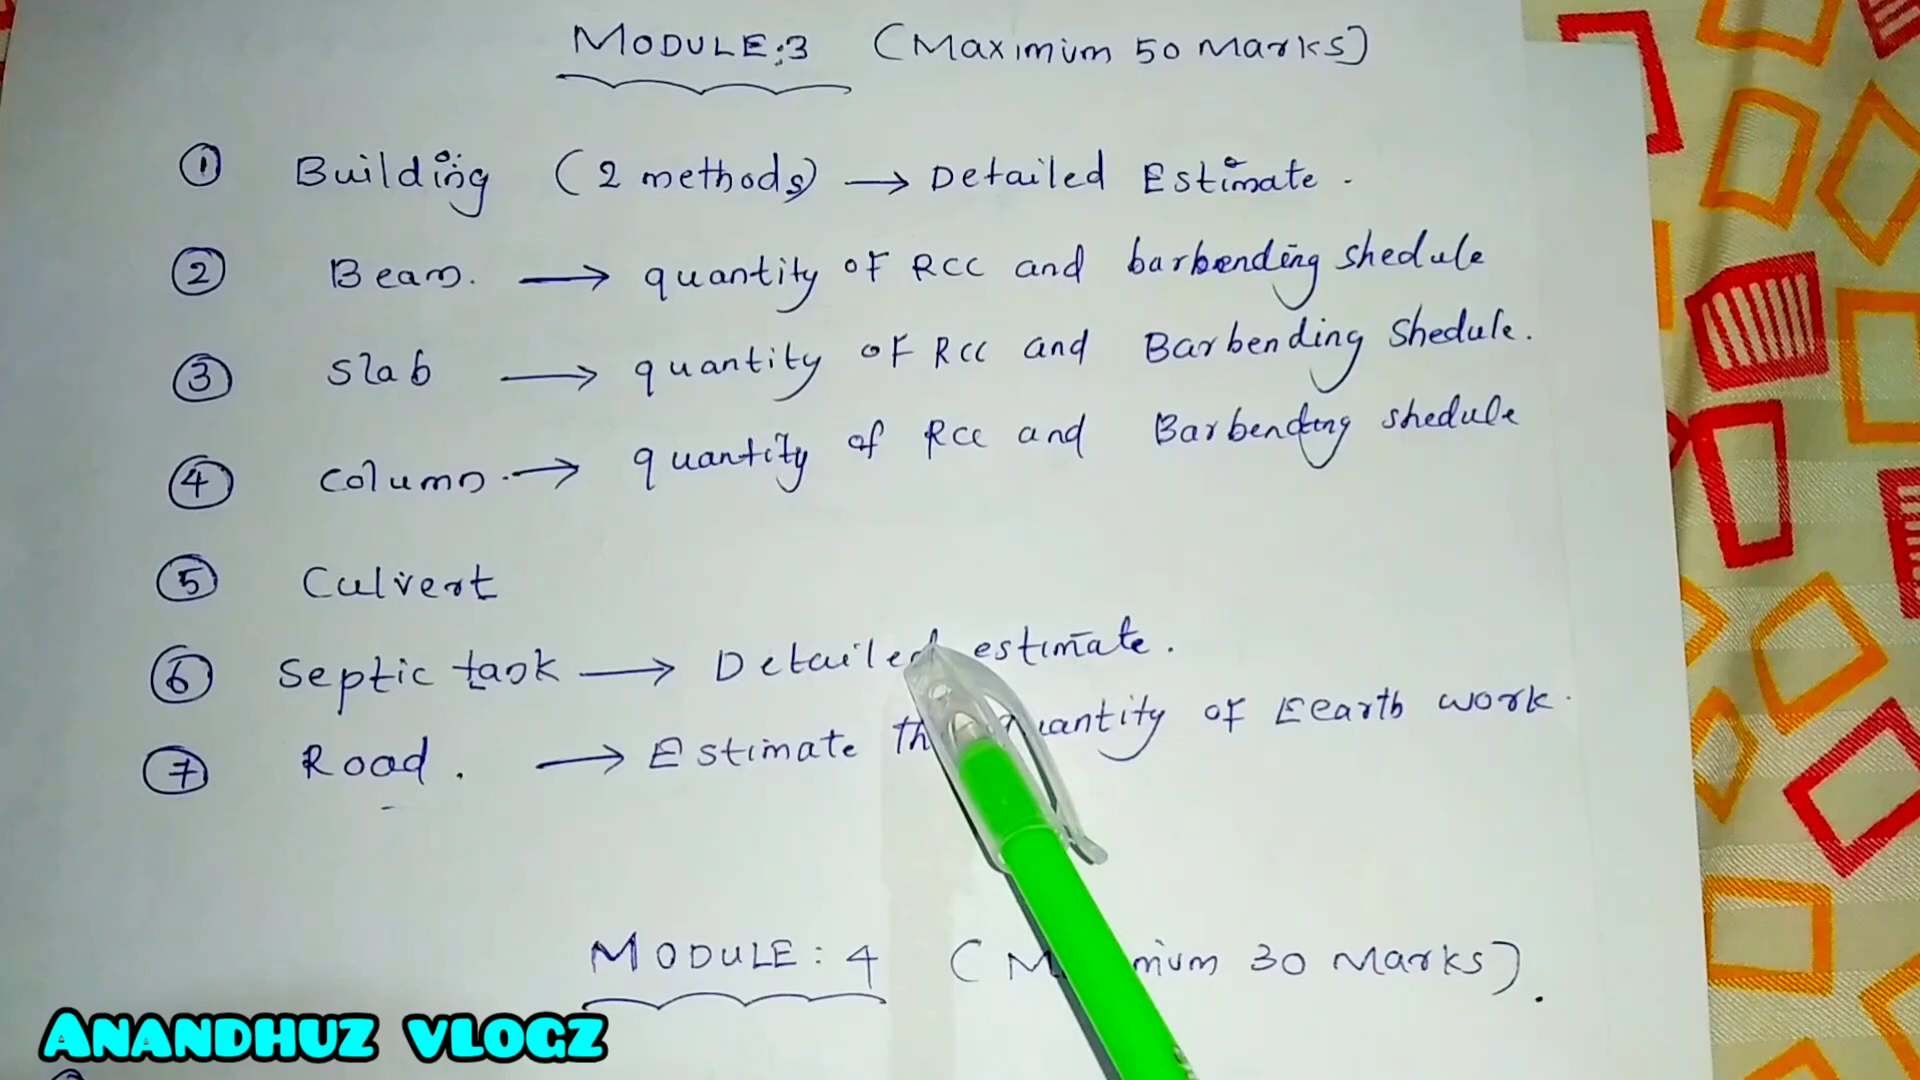 MODULE:3 (Maximum 50 Marks)
① Building (2 methods) → Detailed Estimate.
② Beam. → quantity of RCC and barbending shedule
③ Slab → quantity of RCC and Barbending Shedule.
④ Column. → quantity of RCC and Barbending shedule
⑤ Culvert
⑥ Septic tank → Detailed estimate.
⑦ Road. → Estimate quantity of Eearth work.
MODULE: 4 ( 30 Marks).
ANANDHUZ VLOGZ